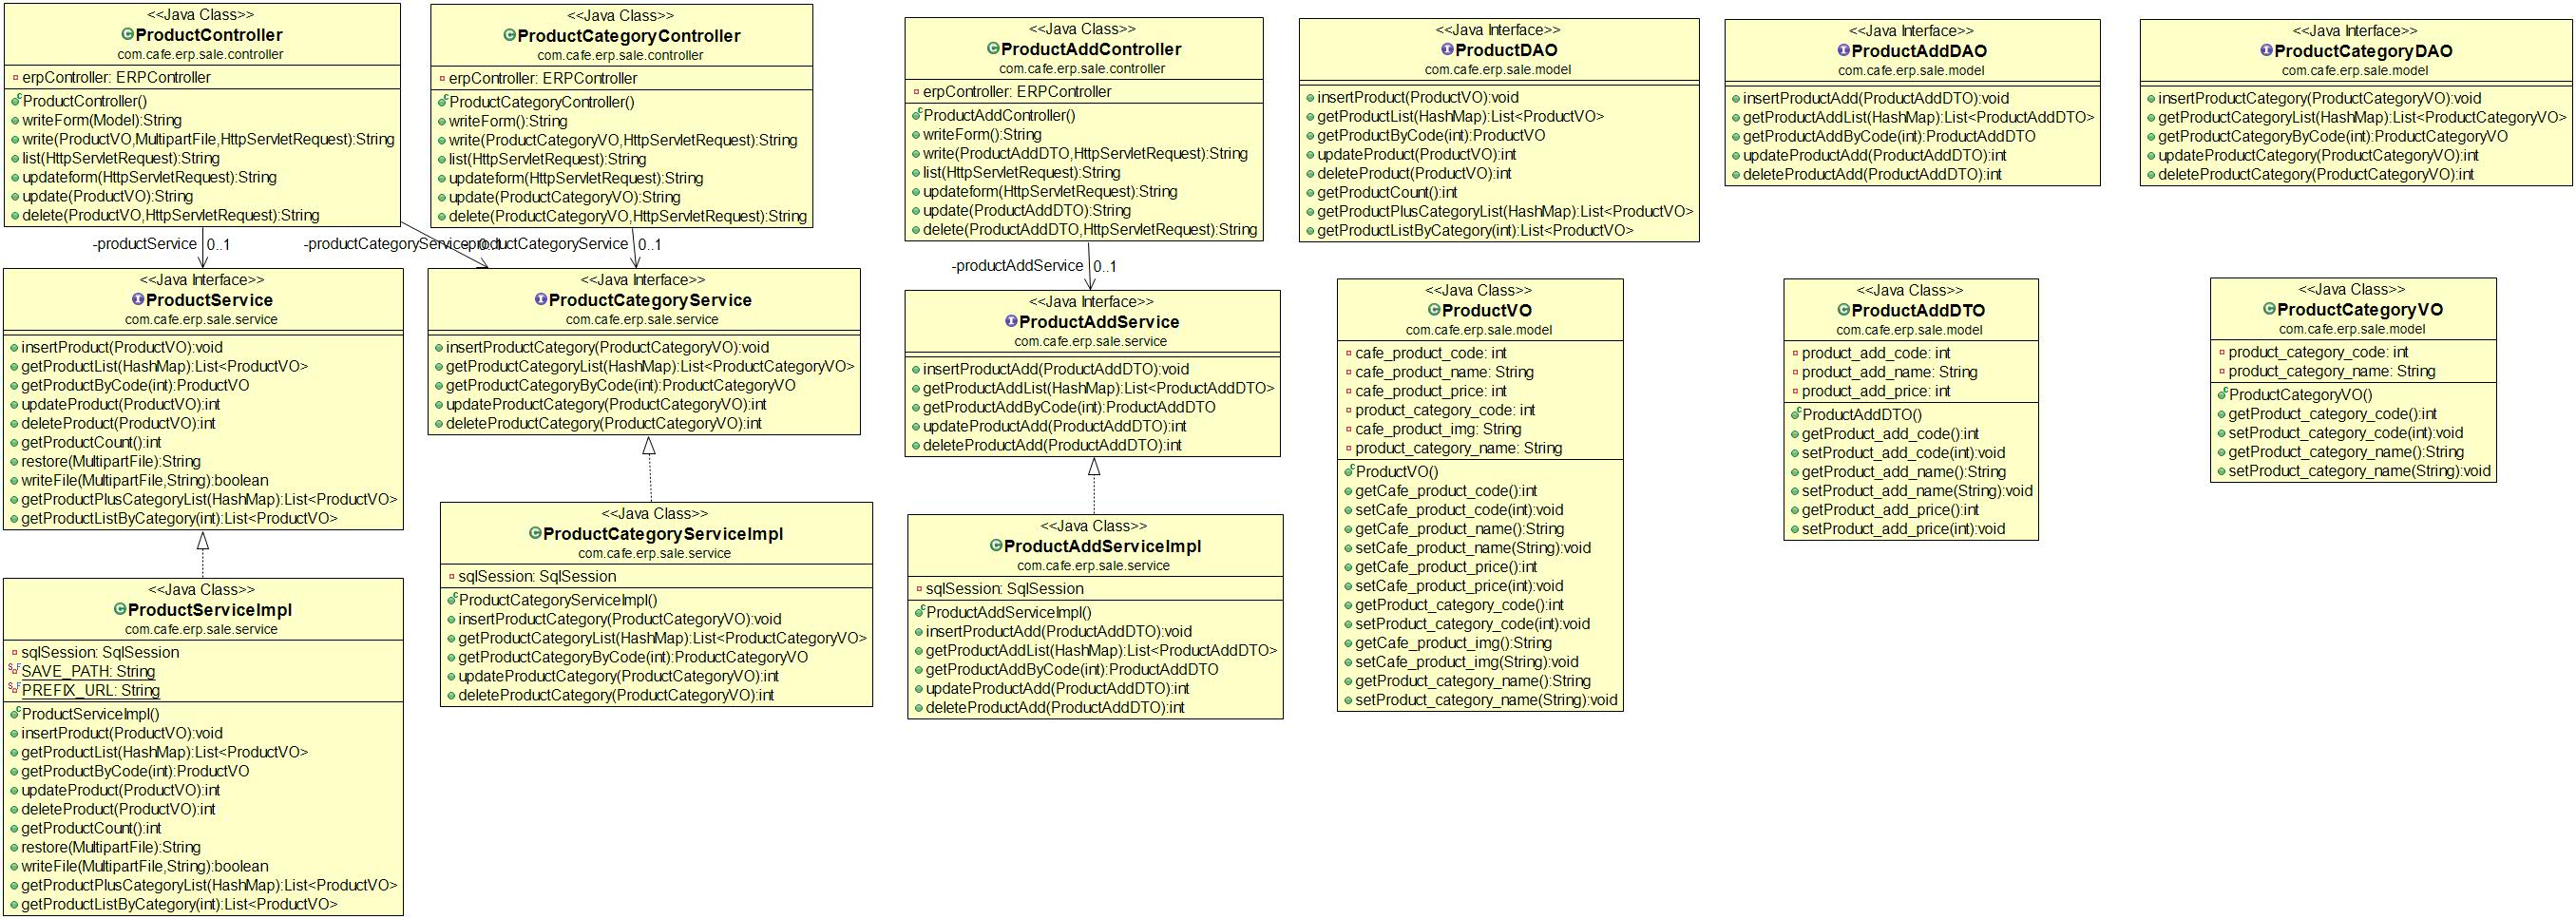 <<Java Class>>
ProductController
com.cafe.erp.sale.controller
erpController: ERPController
ProductController()
writeForm(Model):String
write(ProductVO,MultipartFile,HttpServletRequest):String
list(HttpServletRequest):String
updateform(HttpServletRequest):String
update(ProductVO):String
delete(ProductVO,HttpServletRequest):String
<<Java Class>>
ProductCategoryController
com.cafe.erp.sale.controller
erpController: ERPController
ProductCategoryController()
writeForm():String
write(ProductCategoryVO,HttpServletRequest):String
list(HttpServletRequest):String
updateform(HttpServletRequest):String
update(ProductCategoryVO):String
delete(ProductCategoryVO,HttpServletRequest):String
<<Java Class>>
ProductAddController
com.cafe.erp.sale.controller
erpController: ERPController
ProductAddController()
writeForm():String
write(ProductAddDTO,HttpServletRequest):String
list(HttpServletRequest):String
updateform(HttpServletRequest):String
update(ProductAddDTO):String
delete(ProductAddDTO,HttpServletRequest):String
<<Java Interface>>
ProductDAO
com.cafe.erp.sale.model
insertProduct(ProductVO):void
getProductList(HashMap):List<ProductVO>
getProductByCode(int):ProductVO
updateProduct(ProductVO):int
deleteProduct(ProductVO):int
getProductCount():int
getProductPlusCategoryList(HashMap):List<ProductVO>
getProductListByCategory(int):List<ProductVO>
<<Java Interface>>
ProductAddDAO
com.cafe.erp.sale.model
insertProductAdd(ProductAddDTO):void
getProductAddList(HashMap):List<ProductAddDTO>
getProductAddByCode(int):ProductAddDTO
updateProductAdd(ProductAddDTO):int
deleteProductAdd(ProductAddDTO):int
<<Java Interface>>
ProductCategoryDAO
com.cafe.erp.sale.model
insertProductCategory(ProductCategoryVO):void
getProductCategoryList(HashMap):List<ProductCategoryVO>
getProductCategoryByCode(int):ProductCategoryVO
updateProductCategory(ProductCategoryVO):int
deleteProductCategory(ProductCategoryVO):int
-productService 0..1
-productCategoryService 0..1
-productCategoryService 0..1
-productAddService 0..1
<<Java Interface>>
ProductService
com.cafe.erp.sale.service
insertProduct(ProductVO):void
getProductList(HashMap):List<ProductVO>
getProductByCode(int):ProductVO
updateProduct(ProductVO):int
deleteProduct(ProductVO):int
getProductCount():int
restore(MultipartFile):String
writeFile(MultipartFile,String):boolean
getProductPlusCategoryList(HashMap):List<ProductVO>
getProductListByCategory(int):List<ProductVO>
<<Java Interface>>
ProductCategoryService
com.cafe.erp.sale.service
insertProductCategory(ProductCategoryVO):void
getProductCategoryList(HashMap):List<ProductCategoryVO>
getProductCategoryByCode(int):ProductCategoryVO
updateProductCategory(ProductCategoryVO):int
deleteProductCategory(ProductCategoryVO):int
<<Java Interface>>
ProductAddService
com.cafe.erp.sale.service
insertProductAdd(ProductAddDTO):void
getProductAddList(HashMap):List<ProductAddDTO>
getProductAddByCode(int):ProductAddDTO
updateProductAdd(ProductAddDTO):int
deleteProductAdd(ProductAddDTO):int
<<Java Class>>
ProductVO
com.cafe.erp.sale.model
cafe_product_code: int
cafe_product_name: String
cafe_product_price: int
product_category_code: int
cafe_product_img: String
product_category_name: String
ProductVO()
getCafe_product_code():int
setCafe_product_code(int):void
getCafe_product_name():String
setCafe_product_name(String):void
getCafe_product_price():int
setCafe_product_price(int):void
getProduct_category_code():int
setProduct_category_code(int):void
getCafe_product_img():String
setCafe_product_img(String):void
getProduct_category_name():String
setProduct_category_name(String):void
<<Java Class>>
ProductAddDTO
com.cafe.erp.sale.model
product_add_code: int
product_add_name: String
product_add_price: int
ProductAddDTO()
getProduct_add_code():int
setProduct_add_code(int):void
getProduct_add_name():String
setProduct_add_name(String):void
getProduct_add_price():int
setProduct_add_price(int):void
<<Java Class>>
ProductCategoryVO
com.cafe.erp.sale.model
product_category_code: int
product_category_name: String
ProductCategoryVO()
getProduct_category_code():int
setProduct_category_code(int):void
getProduct_category_name():String
setProduct_category_name(String):void
<<Java Class>>
ProductServiceImpl
com.cafe.erp.sale.service
sqlSession: SqlSession
SAVE_PATH: String
PREFIX_URL: String
ProductServiceImpl()
insertProduct(ProductVO):void
getProductList(HashMap):List<ProductVO>
getProductByCode(int):ProductVO
updateProduct(ProductVO):int
deleteProduct(ProductVO):int
getProductCount():int
restore(MultipartFile):String
writeFile(MultipartFile,String):boolean
getProductPlusCategoryList(HashMap):List<ProductVO>
getProductListByCategory(int):List<ProductVO>
<<Java Class>>
ProductCategoryServiceImpl
com.cafe.erp.sale.service
sqlSession: SqlSession
ProductCategoryServiceImpl()
insertProductCategory(ProductCategoryVO):void
getProductCategoryList(HashMap):List<ProductCategoryVO>
getProductCategoryByCode(int):ProductCategoryVO
updateProductCategory(ProductCategoryVO):int
deleteProductCategory(ProductCategoryVO):int
<<Java Class>>
ProductAddServiceImpl
com.cafe.erp.sale.service
sqlSession: SqlSession
ProductAddServiceImpl()
insertProductAdd(ProductAddDTO):void
getProductAddList(HashMap):List<ProductAddDTO>
getProductAddByCode(int):ProductAddDTO
updateProductAdd(ProductAddDTO):int
deleteProductAdd(ProductAddDTO):int